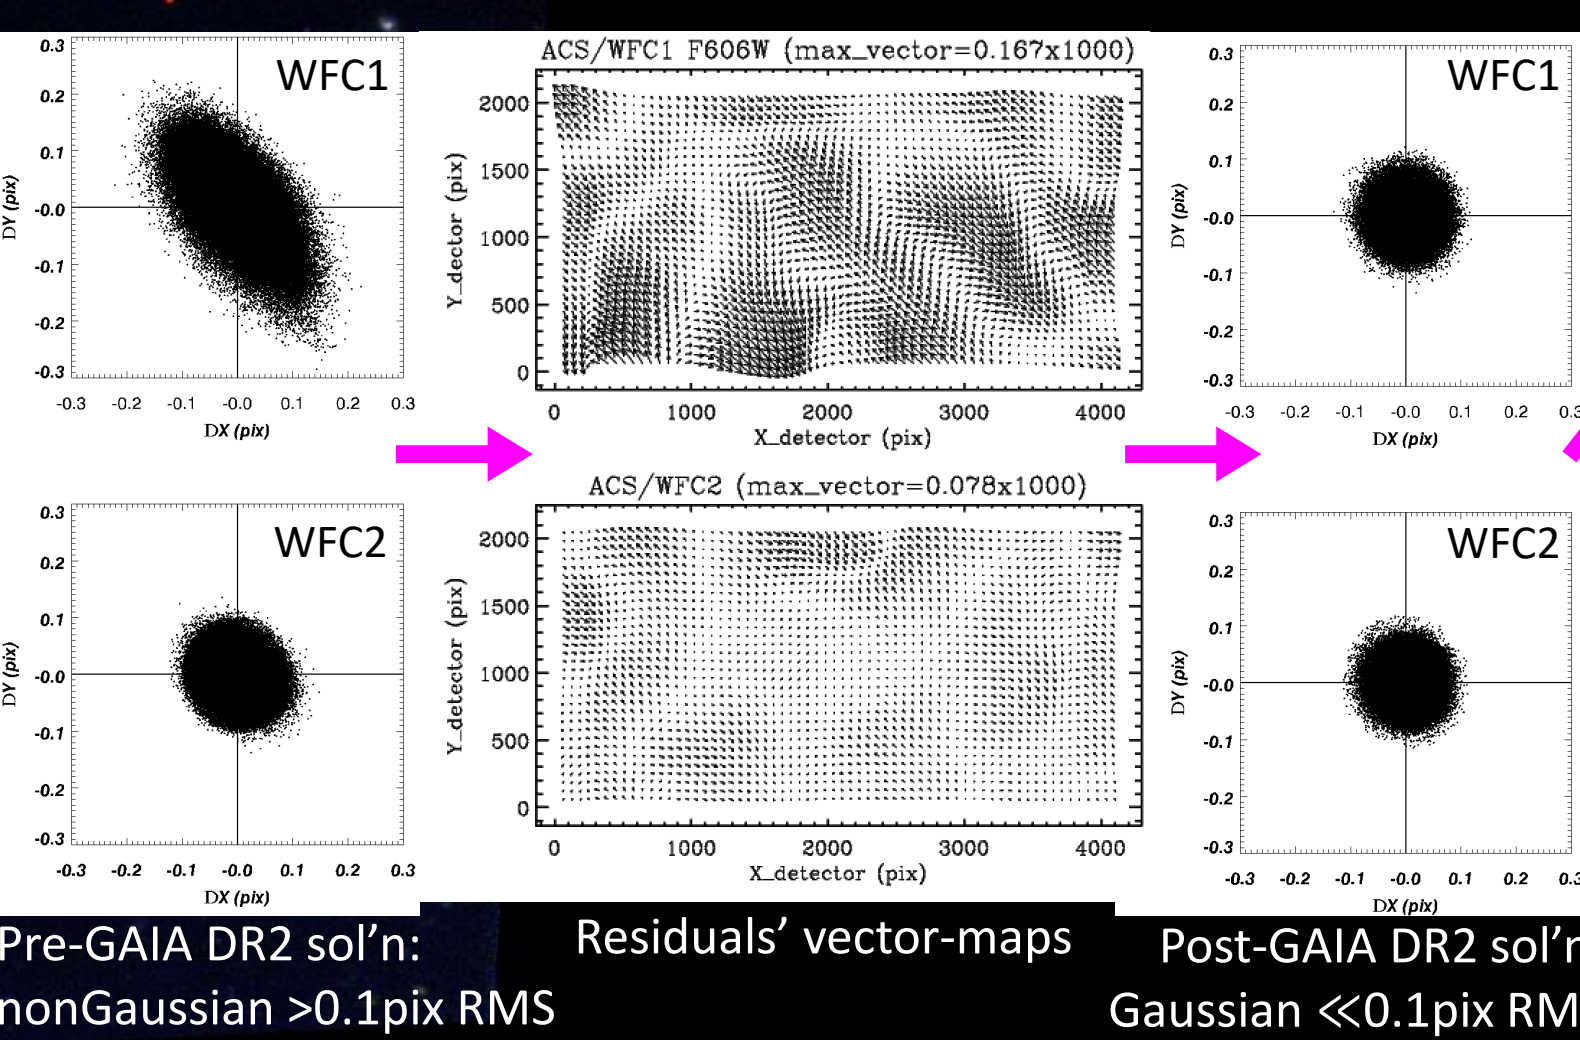 WFC1
0.3
0.2
0.1
-0.0
-0.1
-0.2
-0.3
DY (pix)
-0.3 -0.2 -0.1 -0.0 0.1 0.2 0.3
DX (pix)
ACS/WFC1 F606W (max_vector=0.167x1000)
2000
1500
1000
500
0
Y_dector (pix)
0 1000 2000 3000 4000
X_detector (pix)
WFC1
0.3
0.2
0.1
-0.0
-0.1
-0.2
-0.3
DY (pix)
-0.3 -0.2 -0.1 -0.0 0.1 0.2 0.3
DX (pix)
WFC2
0.3
0.2
0.1
-0.0
-0.1
-0.2
-0.3
DY (pix)
-0.3 -0.2 -0.1 -0.0 0.1 0.2 0.3
DX (pix)
ACS/WFC2 (max_vector=0.078x1000)
2000
1500
1000
500
0
Y_detector (pix)
0 1000 2000 3000 4000
X_detector (pix)
WFC2
0.3
0.2
0.1
-0.0
-0.1
-0.2
-0.3
DY (pix)
-0.3 -0.2 -0.1 -0.0 0.1 0.2 0.3
DX (pix)
Pre-GAIA DR2 sol’n:
nonGaussian >0.1pix RMS
Residuals’ vector-maps
Post-GAIA DR2 sol’n
Gaussian ≪0.1pix RM